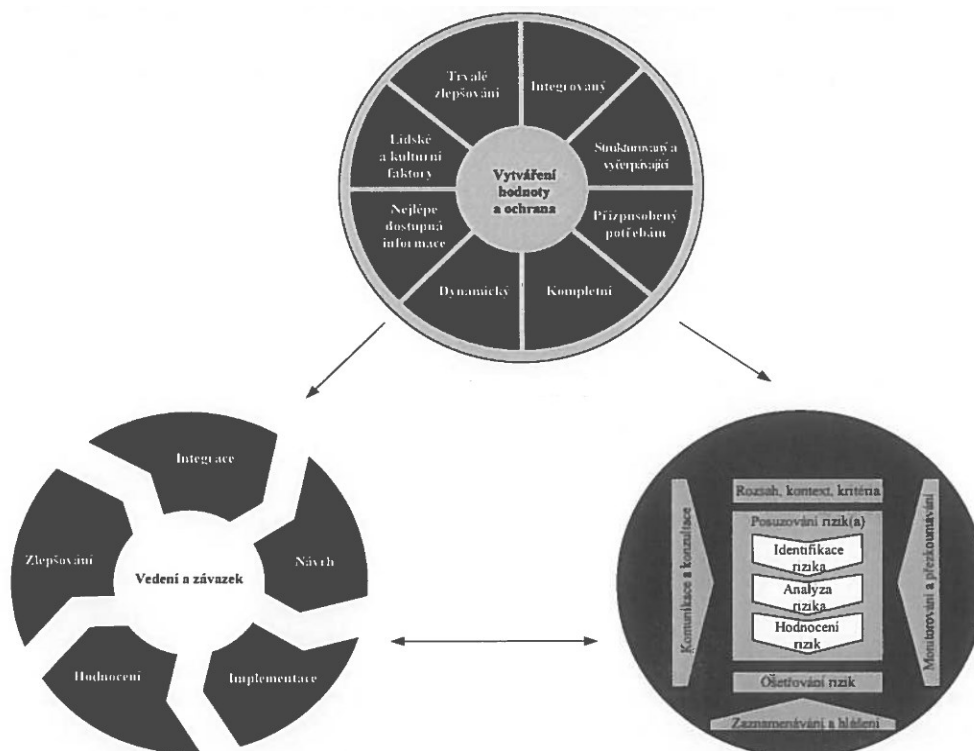 Trvalé
zlepšování
Integrovaný
Lidské
a kulturní
faktory
Strukturovaný a
vyčerpávající
Vytváření
hodnoty
a ochrana
Nejlépe
dostupná
informace
Přizpůsobený
potřebám
Dynamický
Kompletní
Integrace
Zlepšování
Návrh
Vedení a závazek
Hodnocení
Implementace
Rozsah, kontext, kritéria
Komunikace a konzultace
Posuzování rizik(a)
Identifikace
rizika
Analýza
rizika
Hodnocení
rizik
Monitorování a přezkoumávání
Ošetřování rizik
Zaznamenávání a hlášení